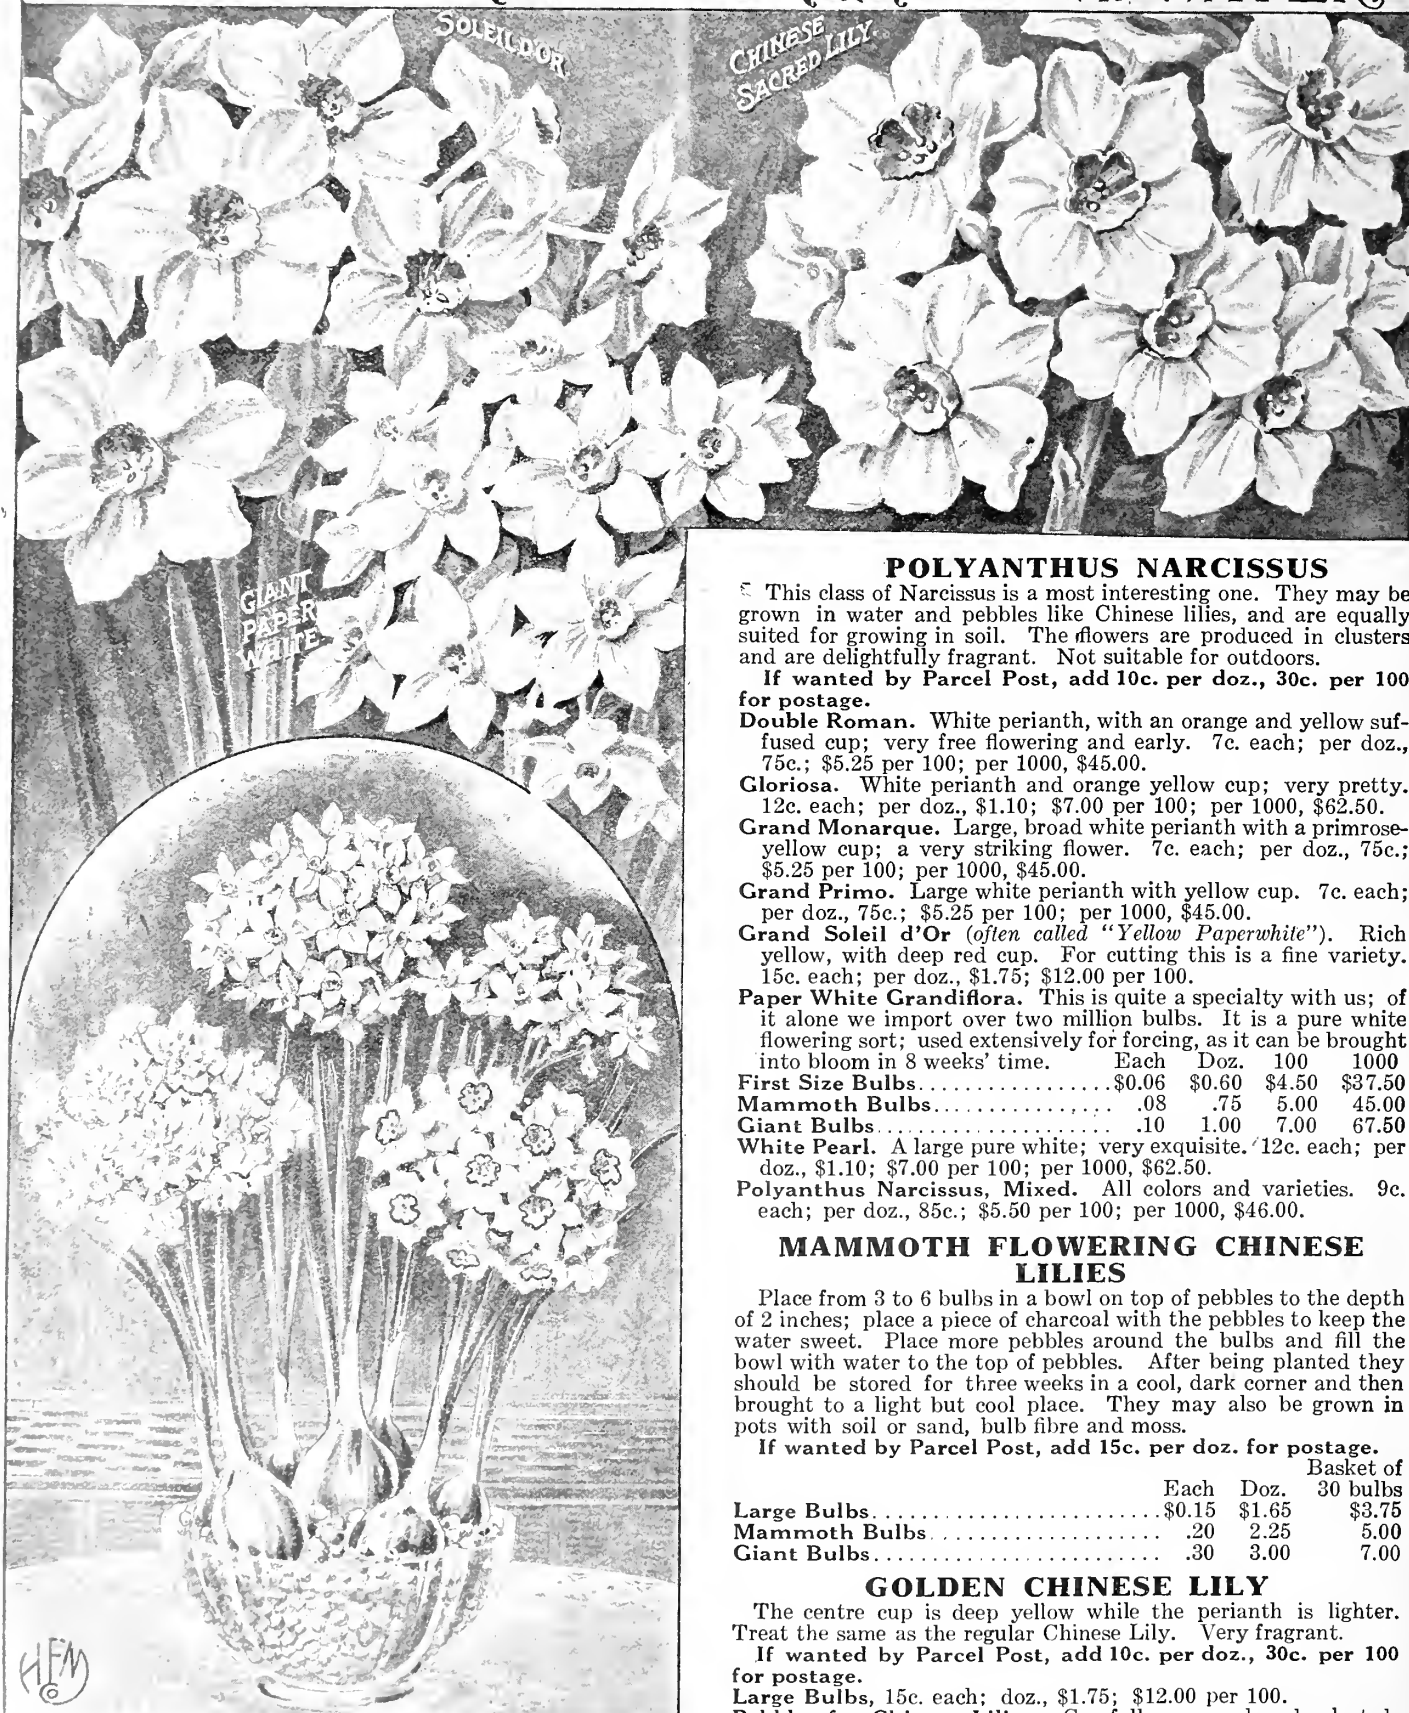 SOLEIL D'OR
CHINESE
SACRED LILY.
GIANT
PAPER
WHITE
POLYANTHUS NARCISSUS
This class of Narcissus is a most interesting one. They may be
grown in water and pebbles like Chinese lilies, and are equally
suited for growing in soil. The flowers are produced in clusters
and are delightfully fragrant. Not suitable for outdoors.
If wanted by Parcel Post, add 10c. per doz., 30c. per 100
for postage.
Double Roman. White perianth, with an orange and yellow suf-
fused cup; very free flowering and early. 7c. each; per doz.,
75c.; $5.25 per 100; per 1000, $45.00.
Gloriosa. White perianth and orange yellow cup; very pretty.
12c. each; per doz., $1.10; $7.00 per 100; per 1000, $62.50.
Grand Monarque. Large, broad white perianth with a primrose-
yellow cup; a very striking flower. 7c. each; per doz., 75c.;
$5.25 per 100; per 1000, $45.00.
Grand Primo. Large white perianth with yellow cup. 7c. each;
per doz., 75c.; $5.25 per 100; per 1000, $45.00.
Grand Soleil d'Or (often called "Yellow Paperwhite"). Rich
yellow, with deep red cup. For cutting this is a fine variety.
15c. each; per doz., $1.75; $12.00 per 100.
Paper White Grandiflora. This is quite a specialty with us; of
it alone we import over two million bulbs. It is a pure white
flowering sort; used extensively for forcing, as it can be brought
into bloom in 8 weeks' time. Each Doz. 100 1000
First Size Bulbs.................$0.06 $0.60 $4.50 $37.50
Mammoth Bulbs................ .08 .75 5.00 45.00
Giant Bulbs..................... .10 1.00 7.00 67.50
White Pearl. A large pure white; very exquisite. 12c. each; per
doz., $1.10; $7.00 per 100; per 1000, $62.50.
Polyanthus Narcissus, Mixed. All colors and varieties. 9c.
each; per doz., 85c.; $5.50 per 100; per 1000, $46.00.
MAMMOTH FLOWERING CHINESE
LILIES
Place from 3 to 6 bulbs in a bowl on top of pebbles to the depth
of 2 inches; place a piece of charcoal with the pebbles to keep the
water sweet. Place more pebbles around the bulbs and fill the
bowl with water to the top of pebbles. After being planted they
should be stored for three weeks in a cool, dark corner and then
brought to a light but cool place. They may also be grown in
pots with soil or sand, bulb fibre and moss.
If wanted by Parcel Post, add 15c. per doz. for postage.
Basket of
Each Doz. 30 bulbs
Large Bulbs..........................$0.15 $1.65 $3.75
Mammoth Bulbs..................... .20 2.25 5.00
Giant Bulbs.......................... .30 3.00 7.00
GOLDEN CHINESE LILY
The centre cup is deep yellow while the perianth is lighter.
Treat the same as the regular Chinese Lily. Very fragrant.
If wanted by Parcel Post, add 10c. per doz., 30c. per 100
for postage.
Large Bulbs, 15c. each; doz., $1.75; $12.00 per 100.
HFM
Co